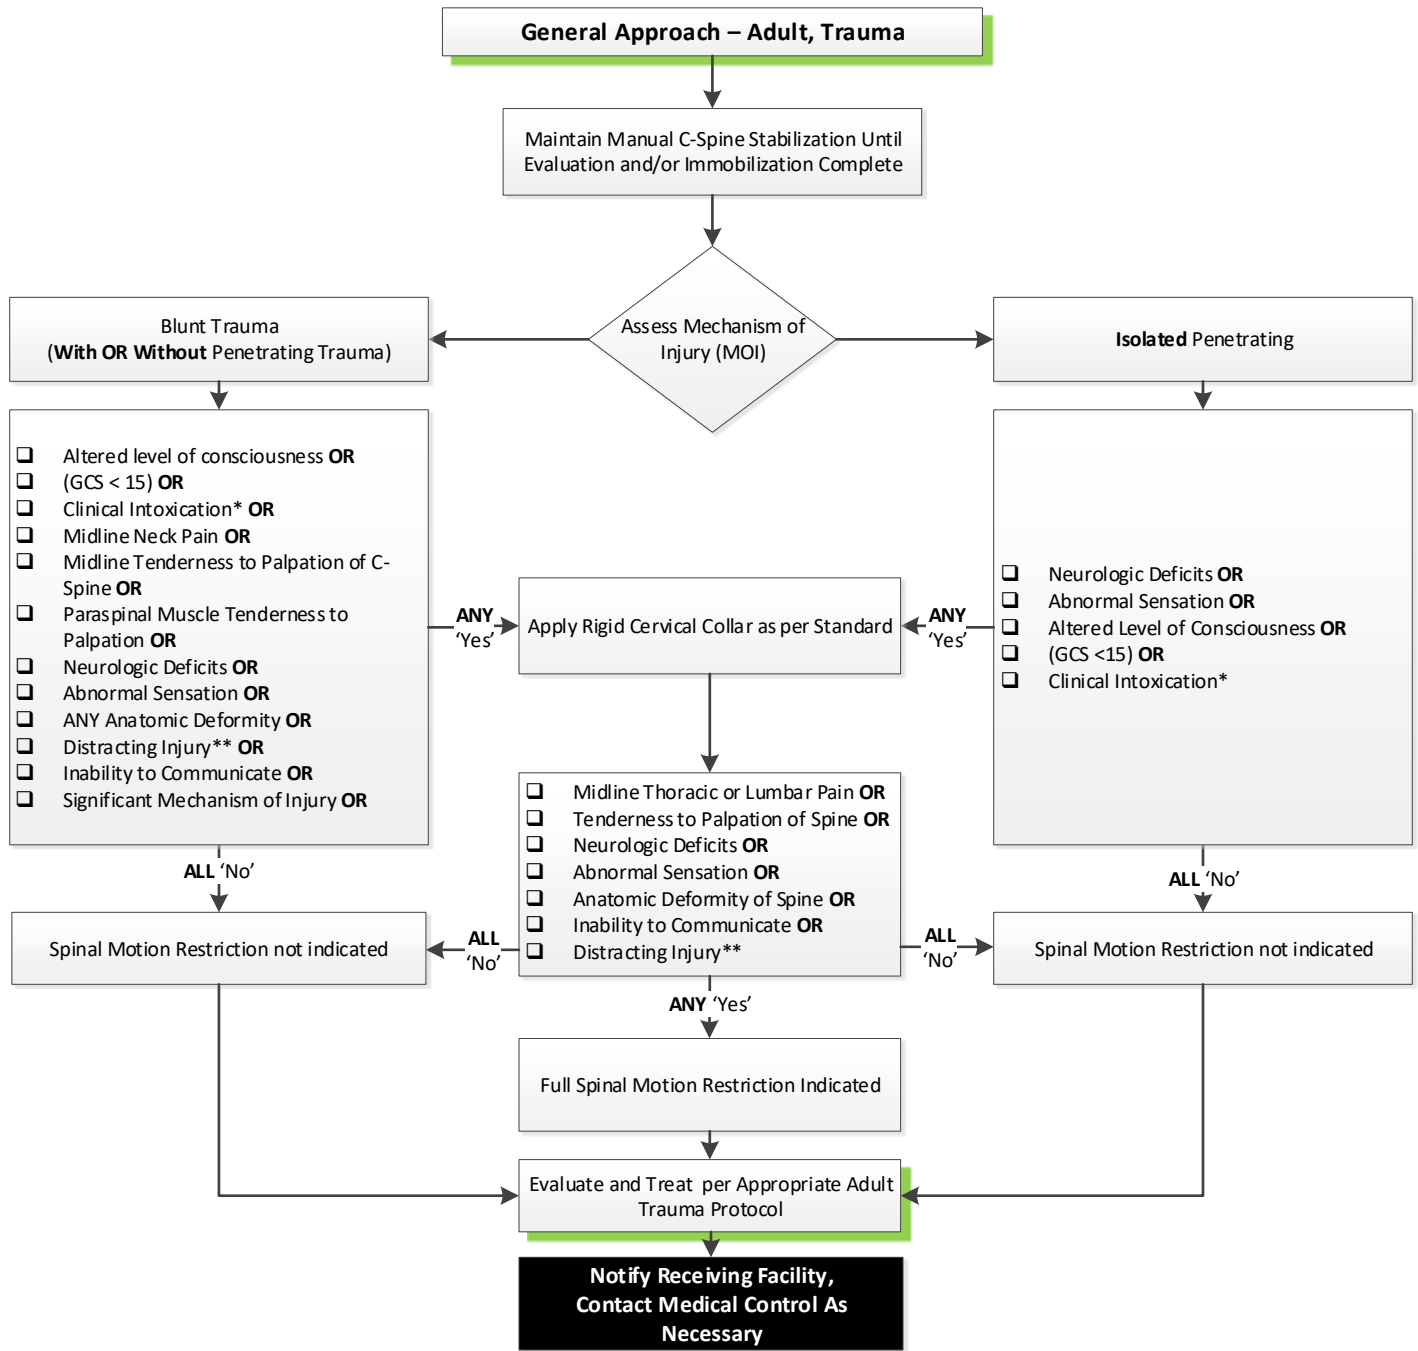 General Approach – Adult, Trauma
Maintain Manual C-Spine Stabilization Until
Evaluation and/or Immobilization Complete
Assess Mechanism of
Injury (MOI)
Blunt Trauma
(With OR Without Penetrating Trauma)
Isolated Penetrating
❑ Altered level of consciousness OR
❑ (GCS < 15) OR
❑ Clinical Intoxication* OR
❑ Midline Neck Pain OR
❑ Midline Tenderness to Palpation of C-
Spine OR
❑ Paraspinal Muscle Tenderness to
Palpation OR
❑ Neurologic Deficits OR
❑ Abnormal Sensation OR
❑ ANY Anatomic Deformity OR
❑ Distracting Injury** OR
❑ Inability to Communicate OR
❑ Significant Mechanism of Injury OR
ANY
'Yes'
Apply Rigid Cervical Collar as per Standard
ANY
'Yes'
❑ Neurologic Deficits OR
❑ Abnormal Sensation OR
❑ Altered Level of Consciousness OR
❑ (GCS <15) OR
❑ Clinical Intoxication*
❑ Midline Thoracic or Lumbar Pain OR
❑ Tenderness to Palpation of Spine OR
❑ Neurologic Deficits OR
❑ Abnormal Sensation OR
❑ Anatomic Deformity of Spine OR
❑ Inability to Communicate OR
❑ Distracting Injury**
ALL 'No'
ALL 'No'
Spinal Motion Restriction not indicated
ALL
'No'
ALL
'No'
Spinal Motion Restriction not indicated
ANY 'Yes'
Full Spinal Motion Restriction Indicated
Evaluate and Treat per Appropriate Adult
Trauma Protocol
Notify Receiving Facility,
Contact Medical Control As
Necessary